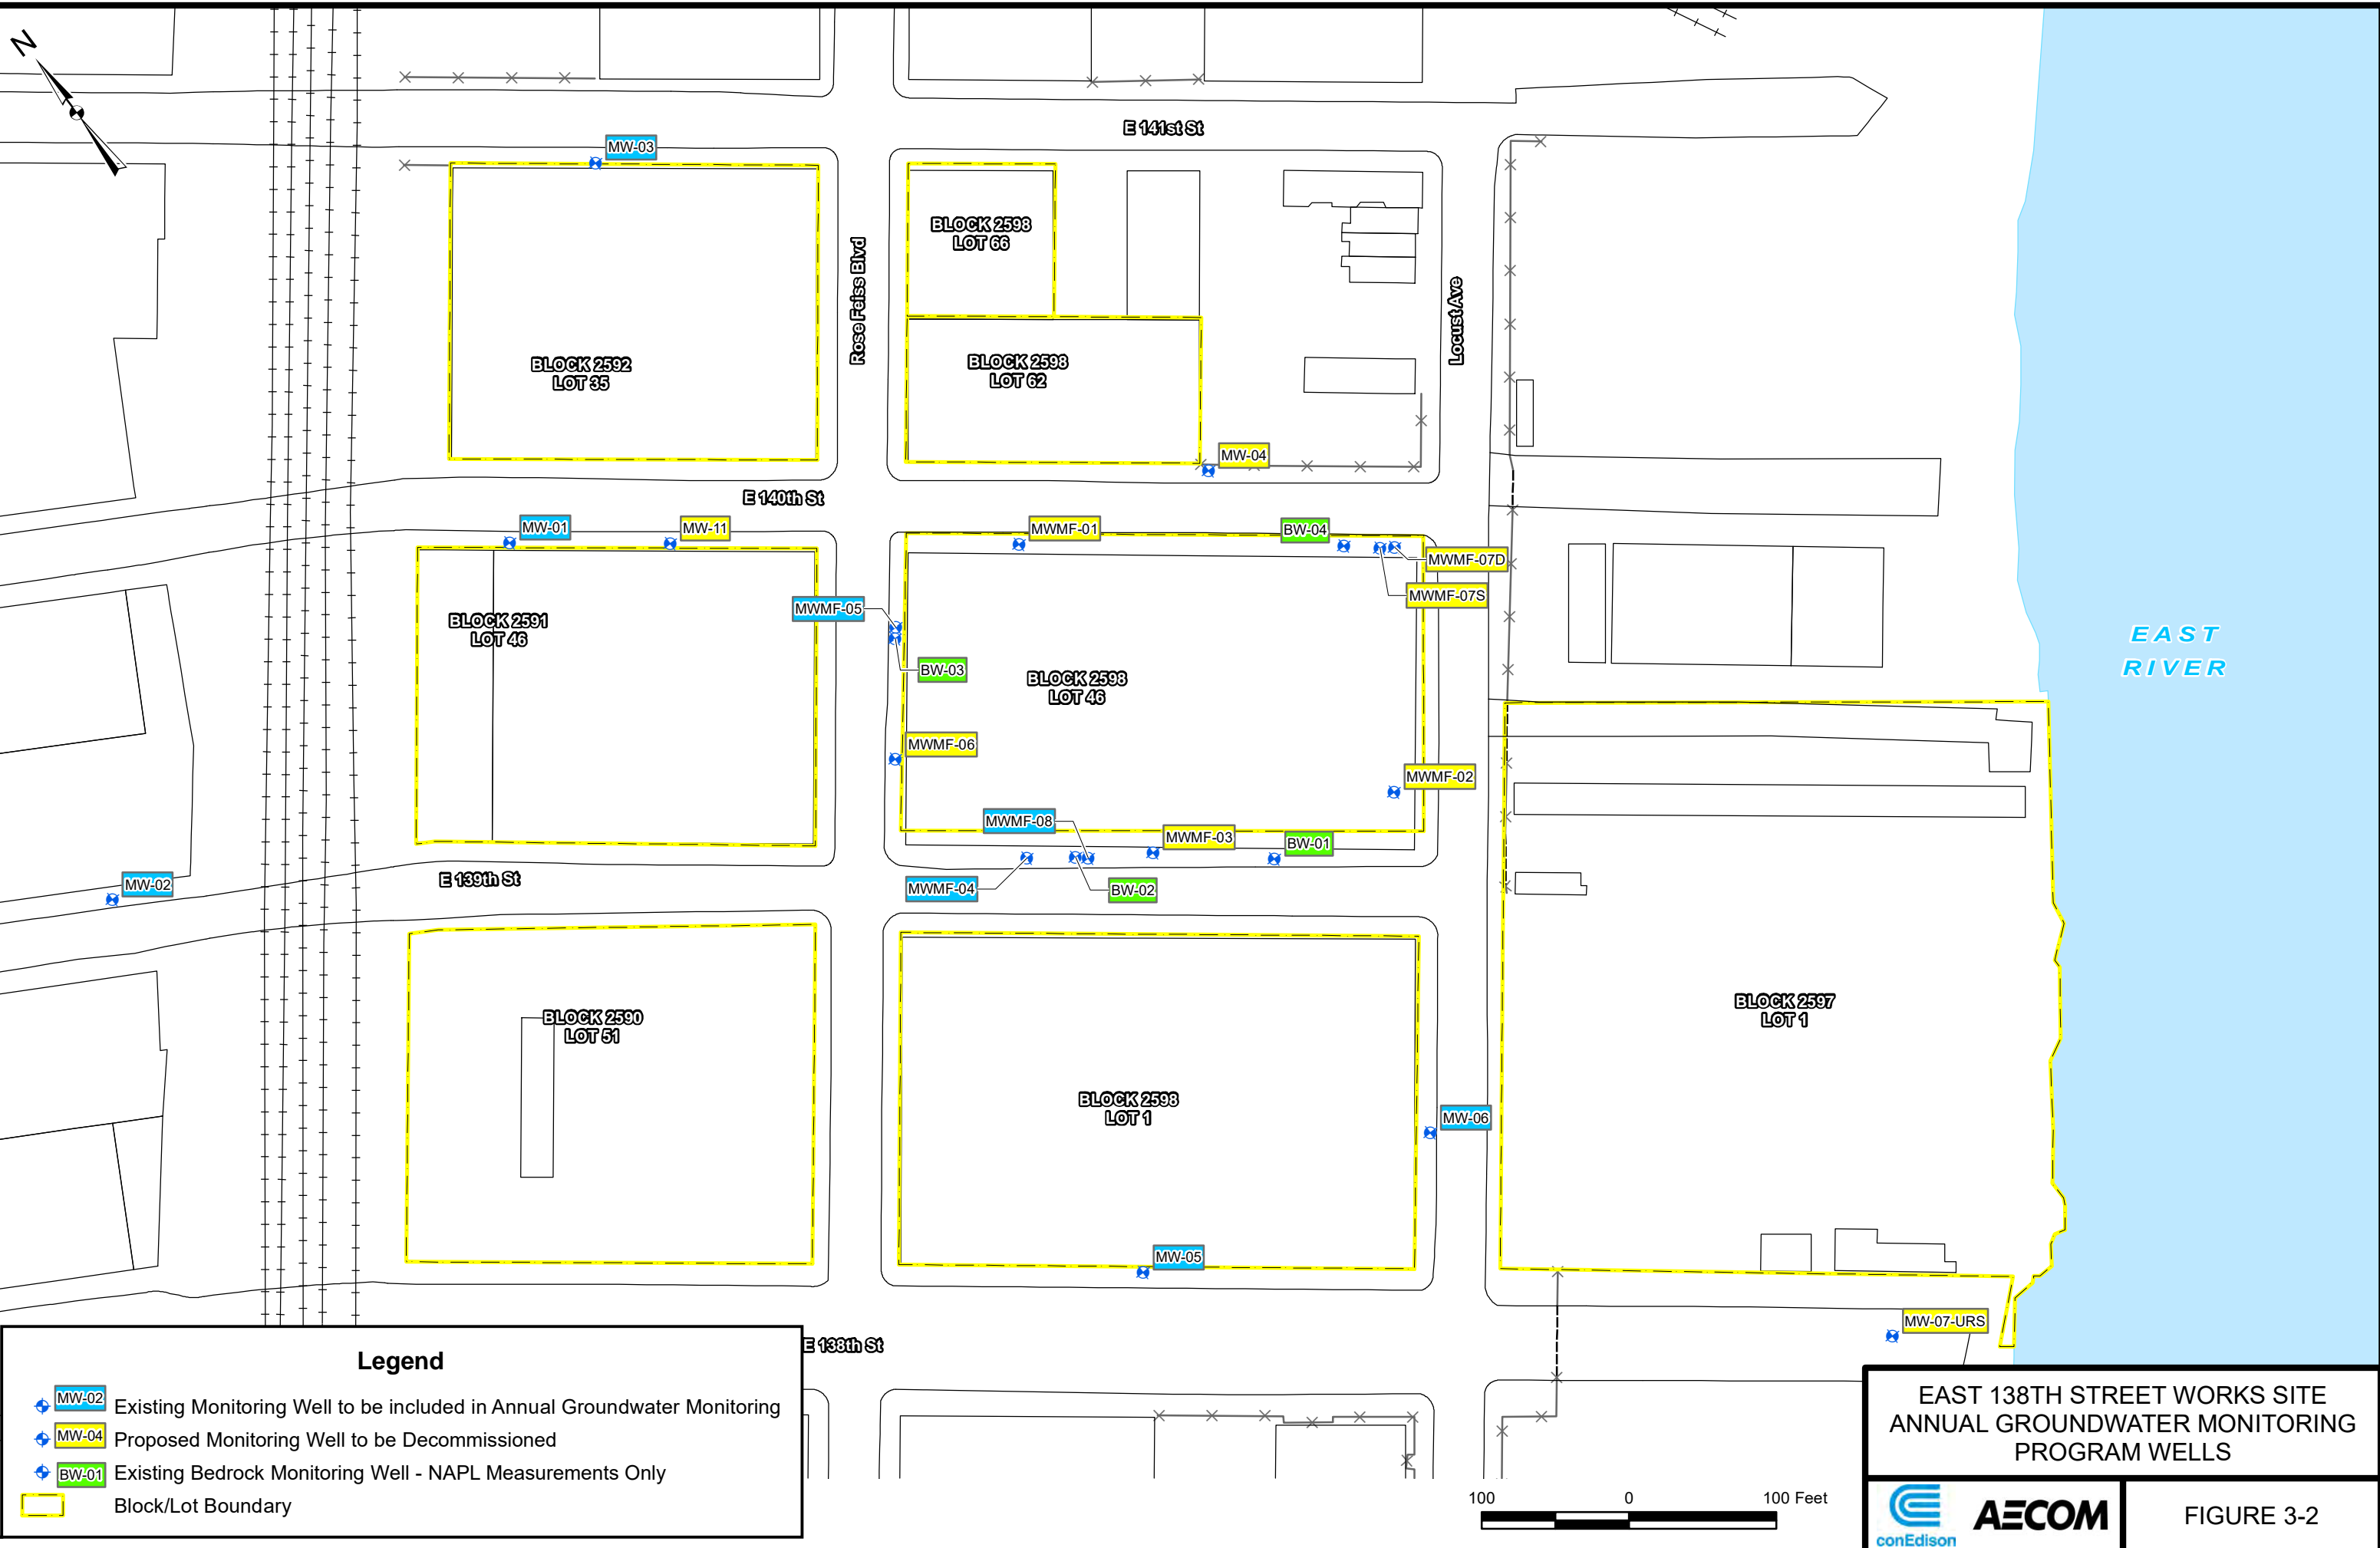 N
E 141st St
MW-03
BLOCK 2598
LOT 66
Rose Feiss Blvd
Locust Ave
BLOCK 2592
LOT 35
BLOCK 2598
LOT 62
MW-04
E 140th St
MW-01
MW-11
MWMF-01
BW-04
MWMF-07D
MWMF-07S
MWMF-05
BLOCK 2591
LOT 46
BW-03
BLOCK 2598
LOT 46
EAST
RIVER
MWMF-06
MWMF-02
MWMF-08
MWMF-03
BW-01
MW-02
E 139th St
MWMF-04
BW-02
BLOCK 2590
LOT 51
BLOCK 2597
LOT 1
BLOCK 2598
LOT 1
MW-06
MW-05
MW-07-URS
E 138th St
Legend
MW-02 Existing Monitoring Well to be included in Annual Groundwater Monitoring
MW-04 Proposed Monitoring Well to be Decommissioned
BW-01 Existing Bedrock Monitoring Well - NAPL Measurements Only
Block/Lot Boundary
100 0 100 Feet
EAST 138TH STREET WORKS SITE
ANNUAL GROUNDWATER MONITORING
PROGRAM WELLS
conEdison
AECOM
FIGURE 3-2